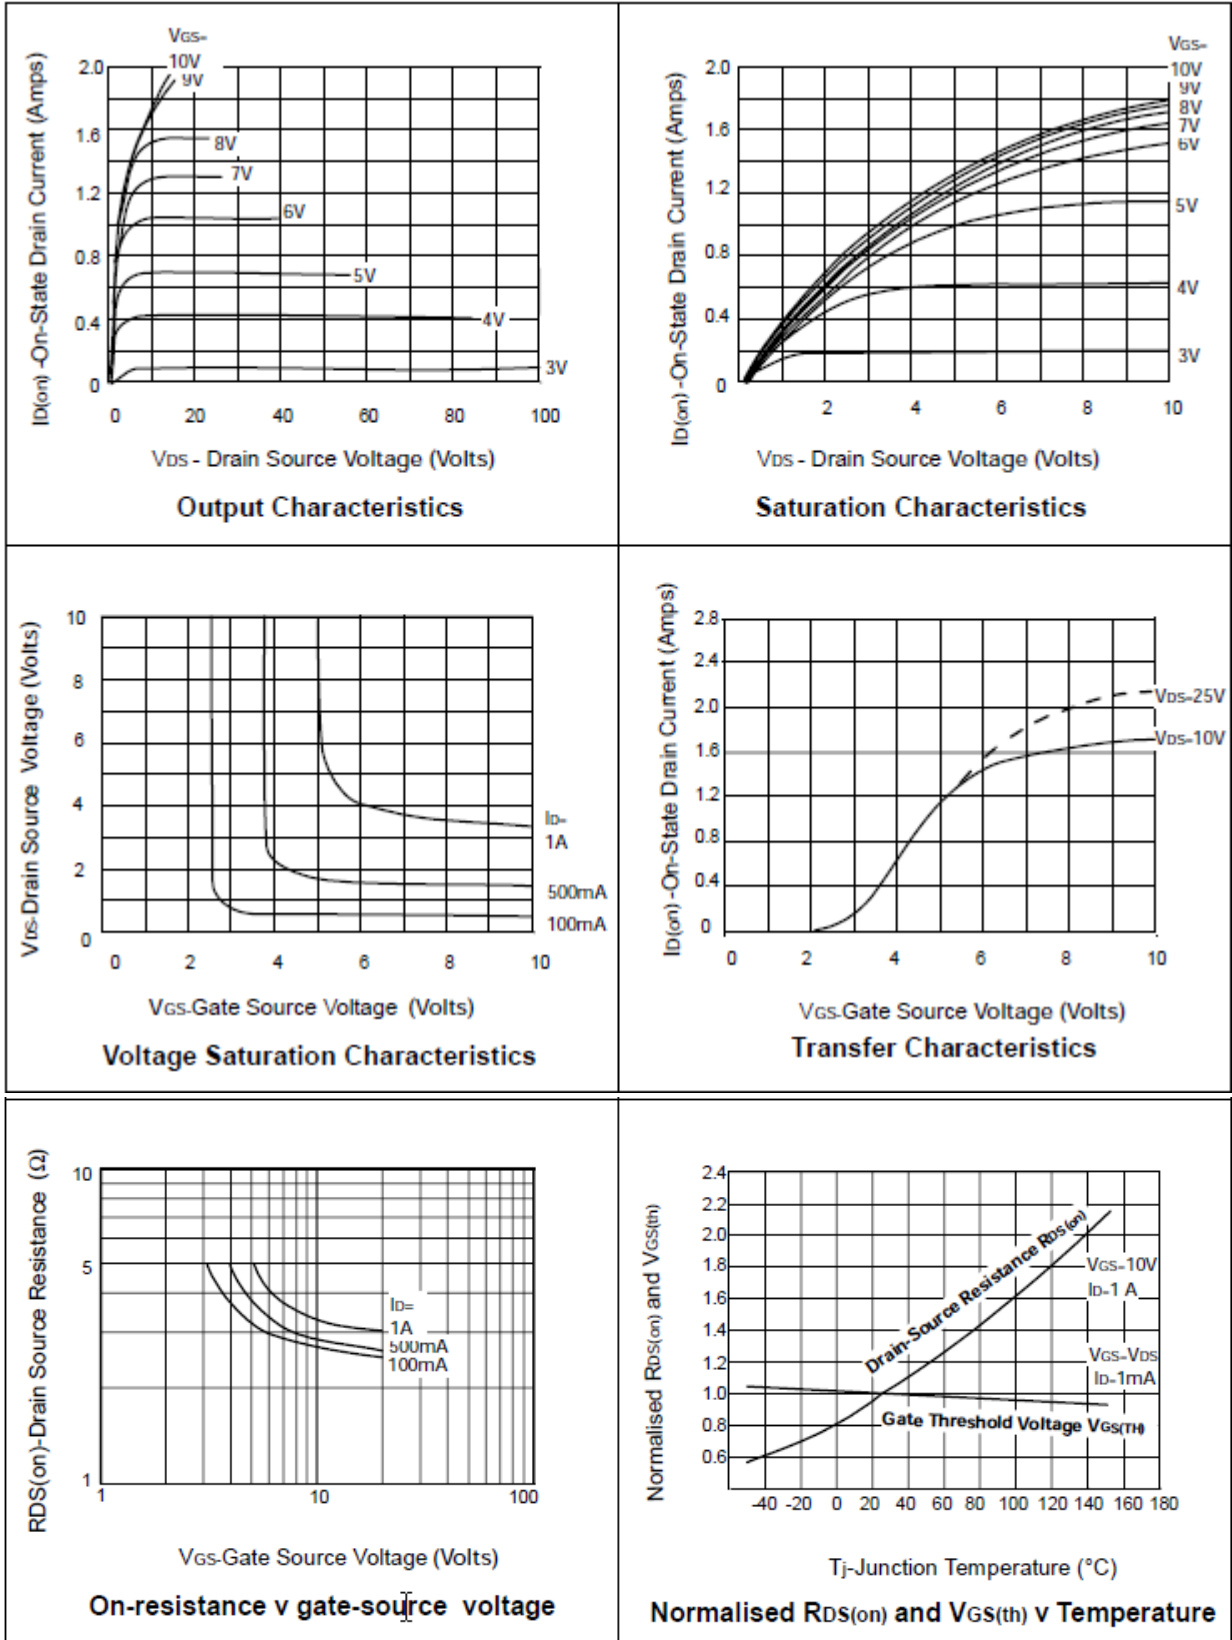 VGS=
10V
9V
8V
7V
6V
5V
4V
3V
2.0
1.6
1.2
0.8
0.4
0
0 20 40 60 80 100
ID(on) -On-State Drain Current (Amps)
VDS - Drain Source Voltage (Volts)
Output Characteristics
VGS=
10V
9V
8V
7V
6V
5V
4V
3V
2.0
1.6
1.2
0.8
0.4
0
2 4 6 8 10
ID(on) -On-State Drain Current (Amps)
VDS - Drain Source Voltage (Volts)
Saturation Characteristics
10
8
6
4
2
0
0 2 4 6 8 10
ID=
1A
500mA
100mA
VDS-Drain Source Voltage (Volts)
VGS-Gate Source Voltage (Volts)
Voltage Saturation Characteristics
2.8
2.4
2.0
1.6
1.2
0.8
0.4
0
0 2 4 6 8 10
VDS=25V
VDS=10V
ID(on) -On-State Drain Current (Amps)
VGS-Gate Source Voltage (Volts)
Transfer Characteristics
10
5
1
1 10 100
ID=
1A
500mA
100mA
RDS(on)-Drain Source Resistance (Ω)
VGS-Gate Source Voltage (Volts)
On-resistance v gate-source voltage
2.4
2.2
2.0
1.8
1.6
1.4
1.2
1.0
0.8
0.6
-40 -20 0 20 40 60 80 100 120 140 160 180
Drain-Source Resistance RDS(on)
VGS=10V
ID=1 A
VGS=VDS
ID=1mA
Gate Threshold Voltage VGS(TH)
Normalised RDS(on) and VGS(th)
Tj-Junction Temperature (°C)
Normalised RDS(on) and VGS(th) v Temperature